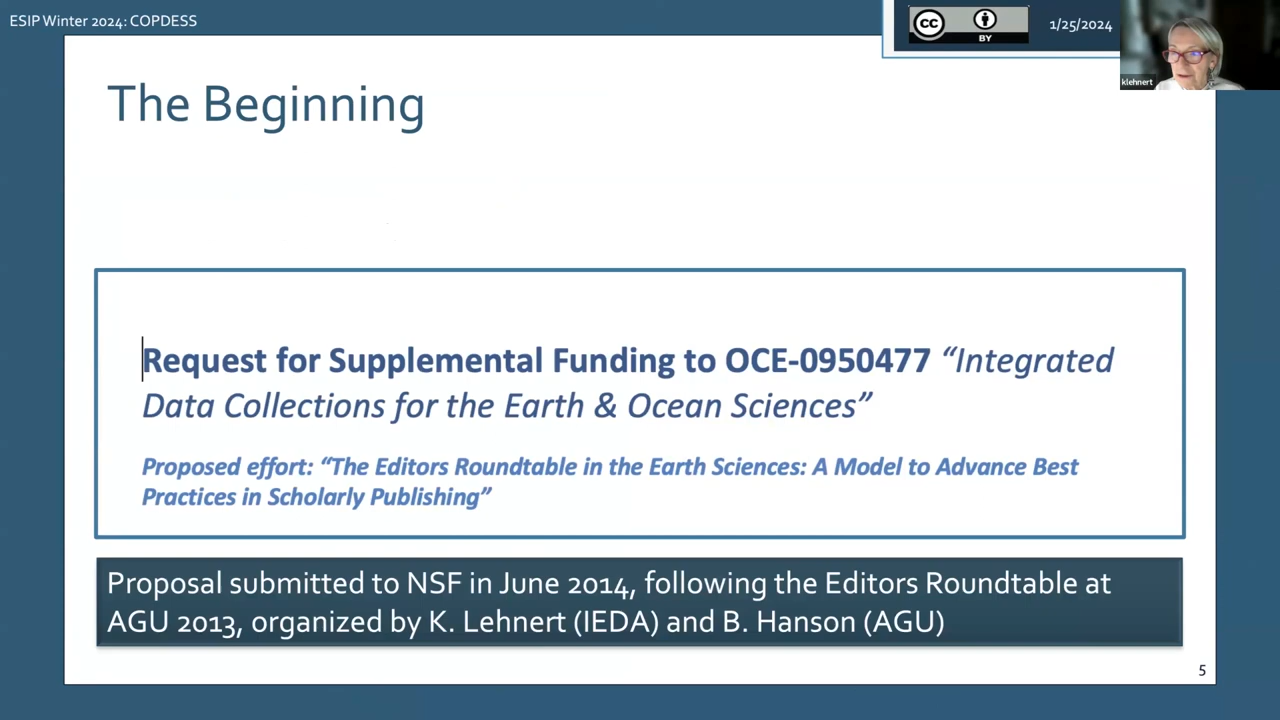 ESIP Winter 2024: COPDESS
CC
BY
1/25/2024
klehnert
The Beginning
Request for Supplemental Funding to OCE-0950477 “Integrated
Data Collections for the Earth & Ocean Sciences”
Proposed effort: “The Editors Roundtable in the Earth Sciences: A Model to Advance Best
Practices in Scholarly Publishing”
Proposal submitted to NSF in June 2014, following the Editors Roundtable at
AGU 2013, organized by K. Lehnert (IEDA) and B. Hanson (AGU)
5